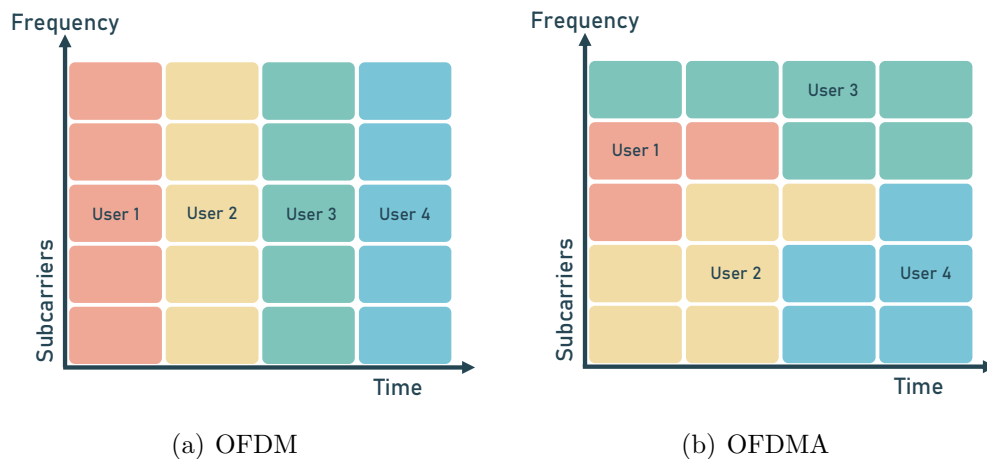 Frequency
Subcarriers
User 1
User 2
User 3
User 4
Time
(a) OFDM
Frequency
Subcarriers
User 3
User 1
User 2
User 4
Time
(b) OFDMA